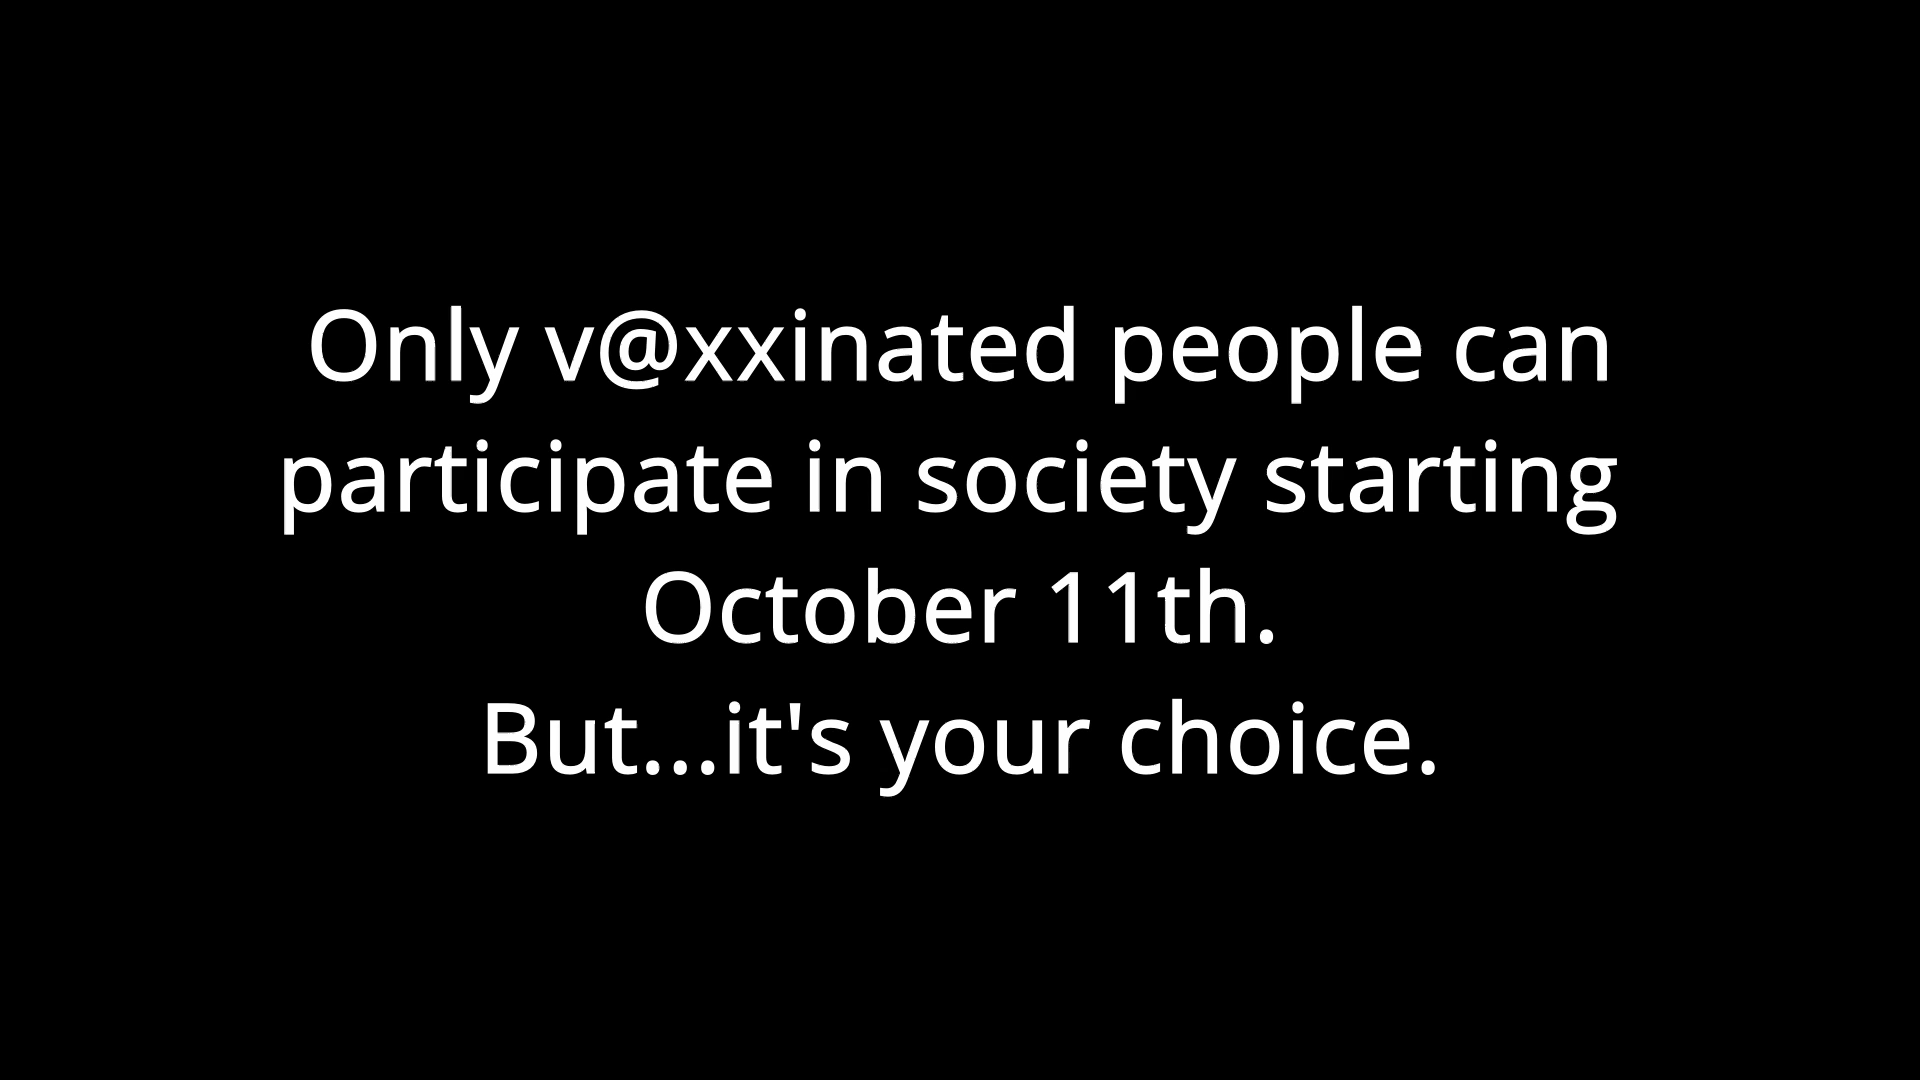 Only v@xxinated people can
participate in society starting
October 11th.
But...it's your choice.